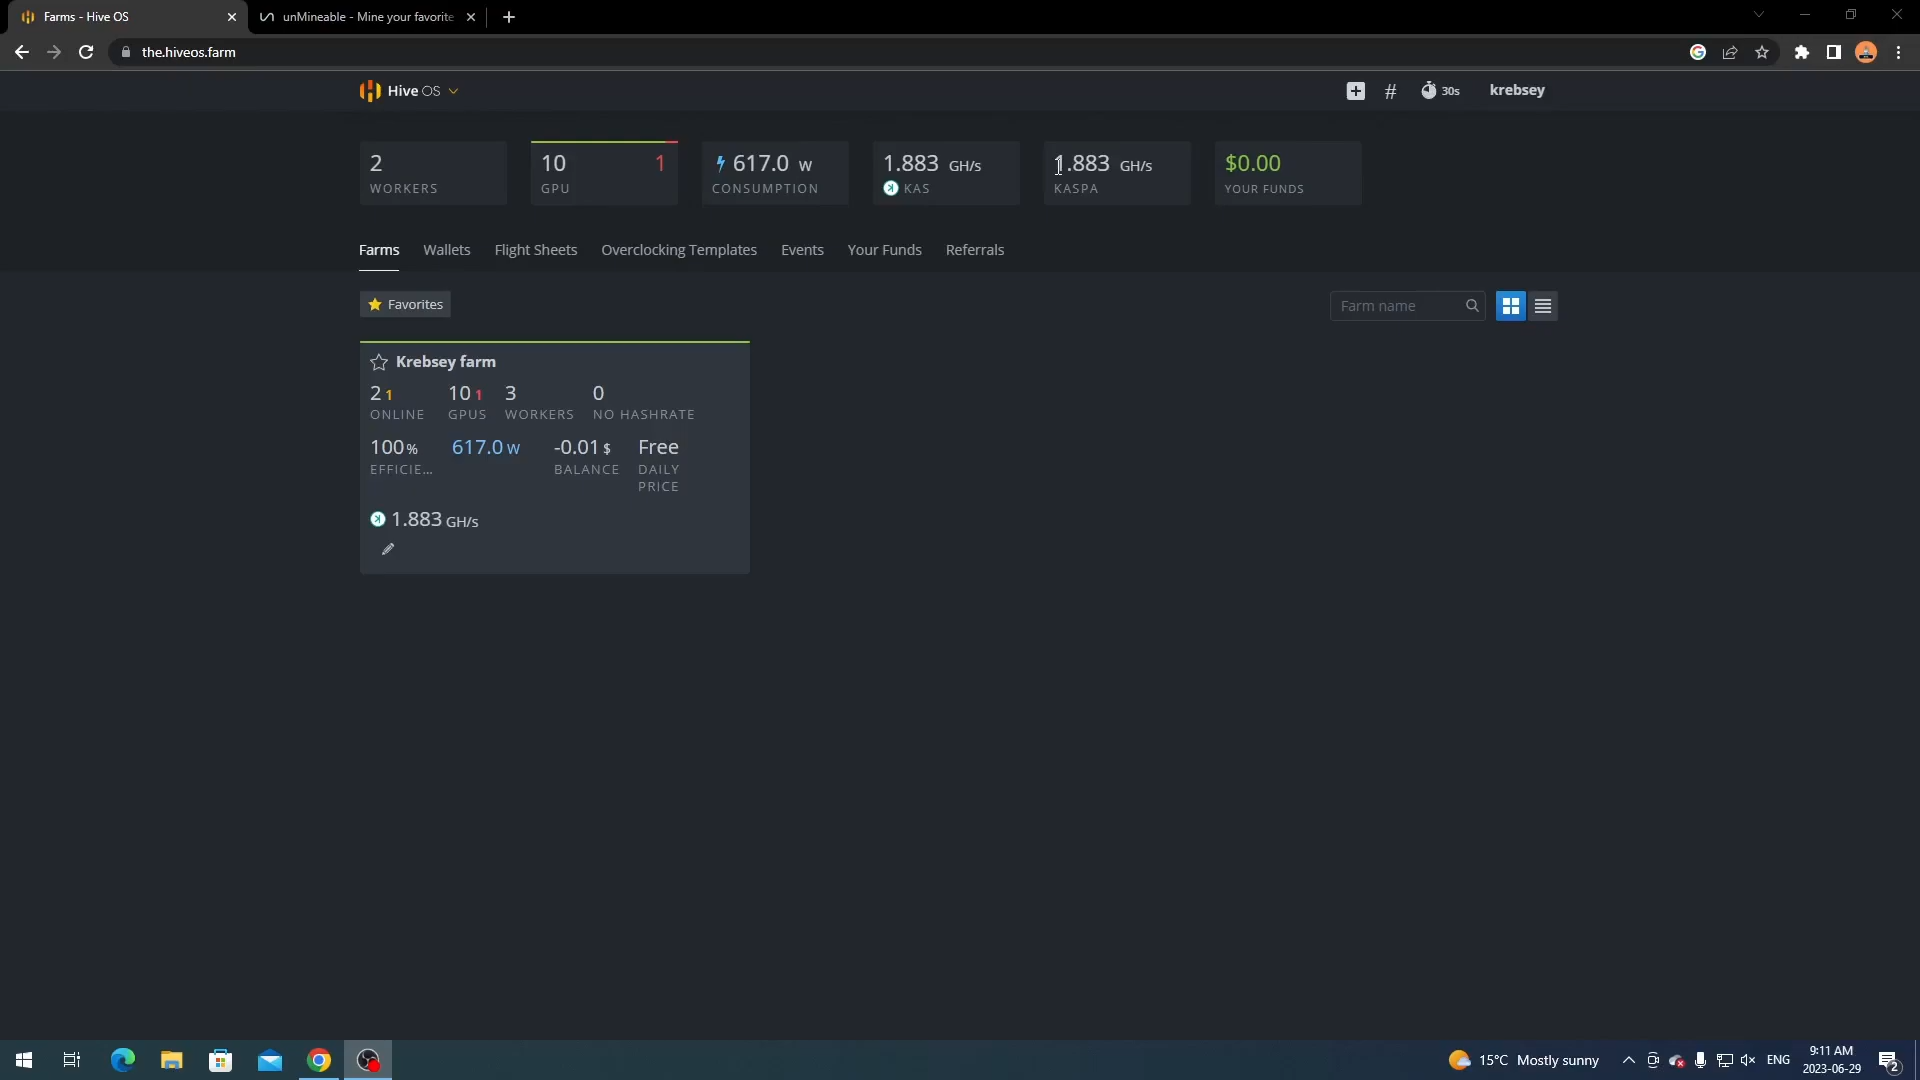 Farms - Hive OS
unMineable - Mine your favorite
the.hiveos.farm
Hive OS
30s
krebsey
2
WORKERS
10 1
GPU
617.0 W
CONSUMPTION
1.883 GH/s
KAS
1.883 GH/s
KASPA
$0.00
YOUR FUNDS
Farms Wallets Flight Sheets Overclocking Templates Events Your Funds Referrals
Favorites
Farm name
Krebsey farm
2 1 10 1 3 0
ONLINE GPUS WORKERS NO HASHRATE
100 % 617.0 W -0.01 $ Free
EFFICIE... BALANCE DAILY
PRICE
1.883 GH/s
15°C Mostly sunny
ENG
9:11 AM
2023-06-29
2